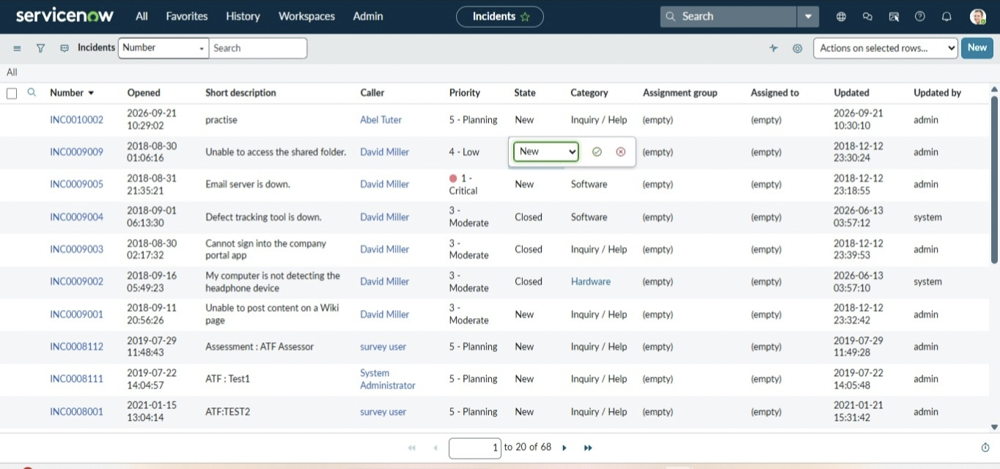 servicenow All Favorites History Workspaces Admin Incidents Search
Incidents Number Search Actions on selected rows... New
All
Number Opened Short description Caller Priority State Category Assignment group Assigned to Updated Updated by
INC0010002 2026-09-21 10:29:02 practise Abel Tuter 5 - Planning New Inquiry / Help (empty) (empty) 2026-09-21 10:30:10 admin
INC0009009 2018-08-30 01:06:16 Unable to access the shared folder. David Miller 4 - Low New (empty) (empty) 2018-12-12 23:30:24 admin
INC0009005 2018-08-31 21:35:21 Email server is down. David Miller 1 - Critical New Software (empty) (empty) 2018-12-12 23:18:55 admin
INC0009004 2018-09-01 06:13:30 Defect tracking tool is down. David Miller 3 - Moderate Closed Software (empty) (empty) 2026-06-13 03:57:12 system
INC0009003 2018-08-30 02:17:32 Cannot sign into the company portal app David Miller 3 - Moderate Closed Inquiry / Help (empty) (empty) 2018-12-12 23:39:53 admin
INC0009002 2018-09-16 05:49:23 My computer is not detecting the headphone device David Miller 3 - Moderate Closed Hardware (empty) (empty) 2026-06-13 03:57:10 system
INC0009001 2018-09-11 20:56:26 Unable to post content on a Wiki page David Miller 3 - Moderate New Inquiry / Help (empty) (empty) 2018-12-12 23:32:42 admin
INC0008112 2019-07-29 11:48:43 Assessment : ATF Assessor survey user 5 - Planning New Inquiry / Help (empty) (empty) 2019-07-29 11:49:28 admin
INC0008111 2019-07-22 14:04:57 ATF : Test1 System Administrator 5 - Planning New Inquiry / Help (empty) (empty) 2019-07-22 14:05:48 admin
INC0008001 2021-01-15 13:04:14 ATF:TEST2 survey user 5 - Planning New Inquiry / Help (empty) (empty) 2021-01-21 15:31:42 admin
1 to 20 of 68